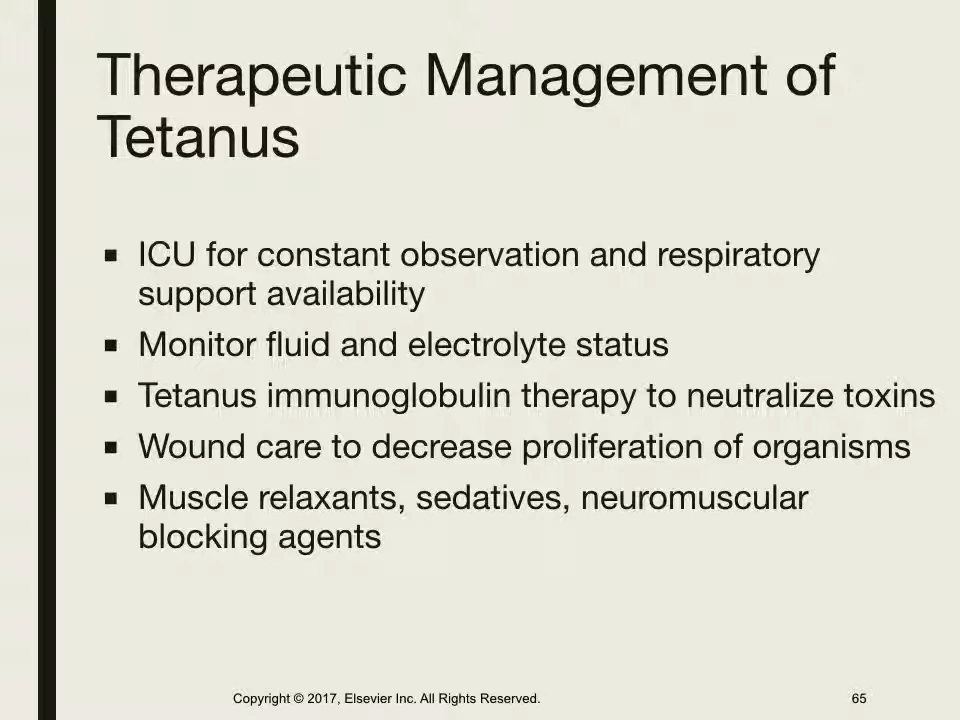 Therapeutic Management of
Tetanus
▪ ICU for constant observation and respiratory
support availability
▪ Monitor fluid and electrolyte status
▪ Tetanus immunoglobulin therapy to neutralize toxins
▪ Wound care to decrease proliferation of organisms
▪ Muscle relaxants, sedatives, neuromuscular
blocking agents
Copyright © 2017, Elsevier Inc. All Rights Reserved.
65